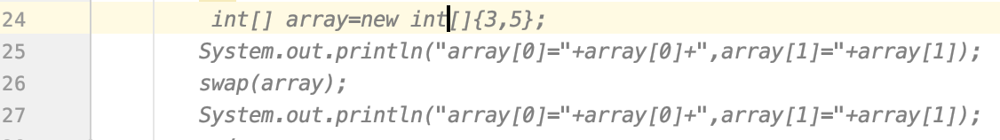 24 int[] array=new int[]{3,5};
25 System.out.println("array[0]="+array[0]+",array[1]="+array[1]);
26 swap(array);
27 System.out.println("array[0]="+array[0]+",array[1]="+array[1]);